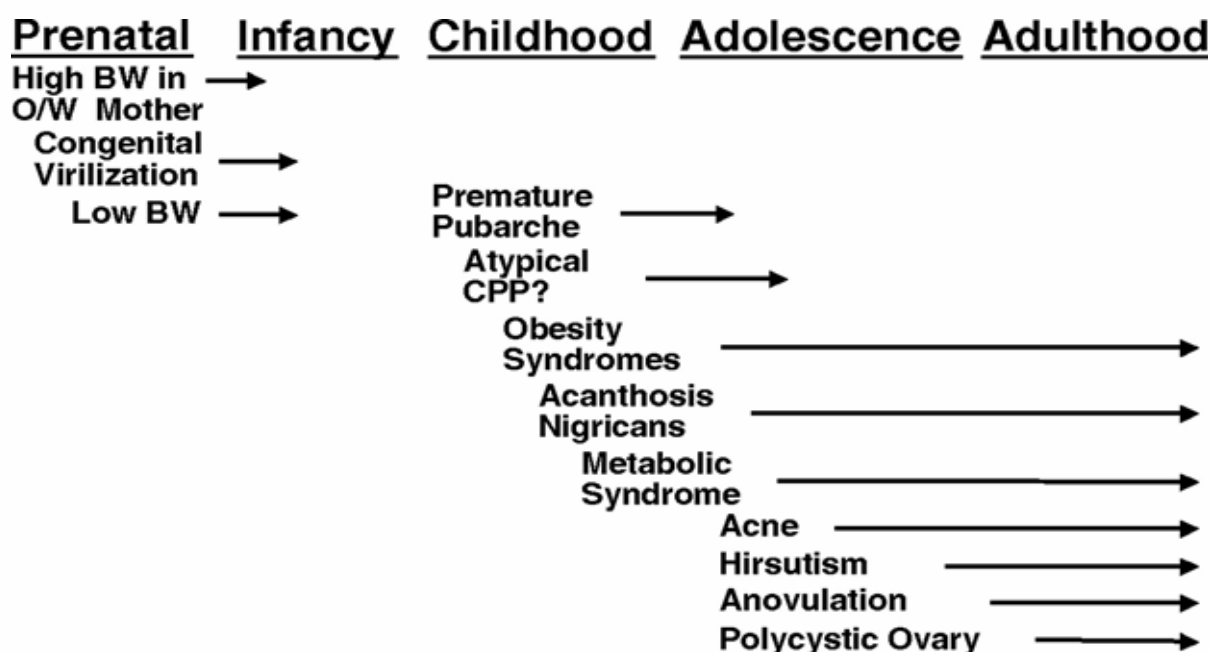 Prenatal Infancy Childhood Adolescence Adulthood
High BW in
O/W Mother
Congenital
Virilization
Low BW
Premature
Pubarche
Atypical
CPP?
Obesity
Syndromes
Acanthosis
Nigricans
Metabolic
Syndrome
Acne
Hirsutism
Anovulation
Polycystic Ovary